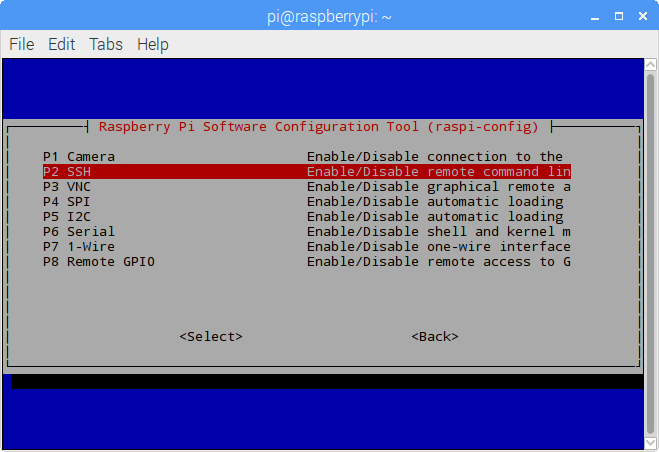 pi@raspberrypi: ~
File Edit Tabs Help
Raspberry Pi Software Configuration Tool (raspi-config)
P1 Camera Enable/Disable connection to the
P2 SSH Enable/Disable remote command lin
P3 VNC Enable/Disable graphical remote a
P4 SPI Enable/Disable automatic loading
P5 I2C Enable/Disable automatic loading
P6 Serial Enable/Disable shell and kernel m
P7 1-Wire Enable/Disable one-wire interface
P8 Remote GPIO Enable/Disable remote access to G
<Select> <Back>